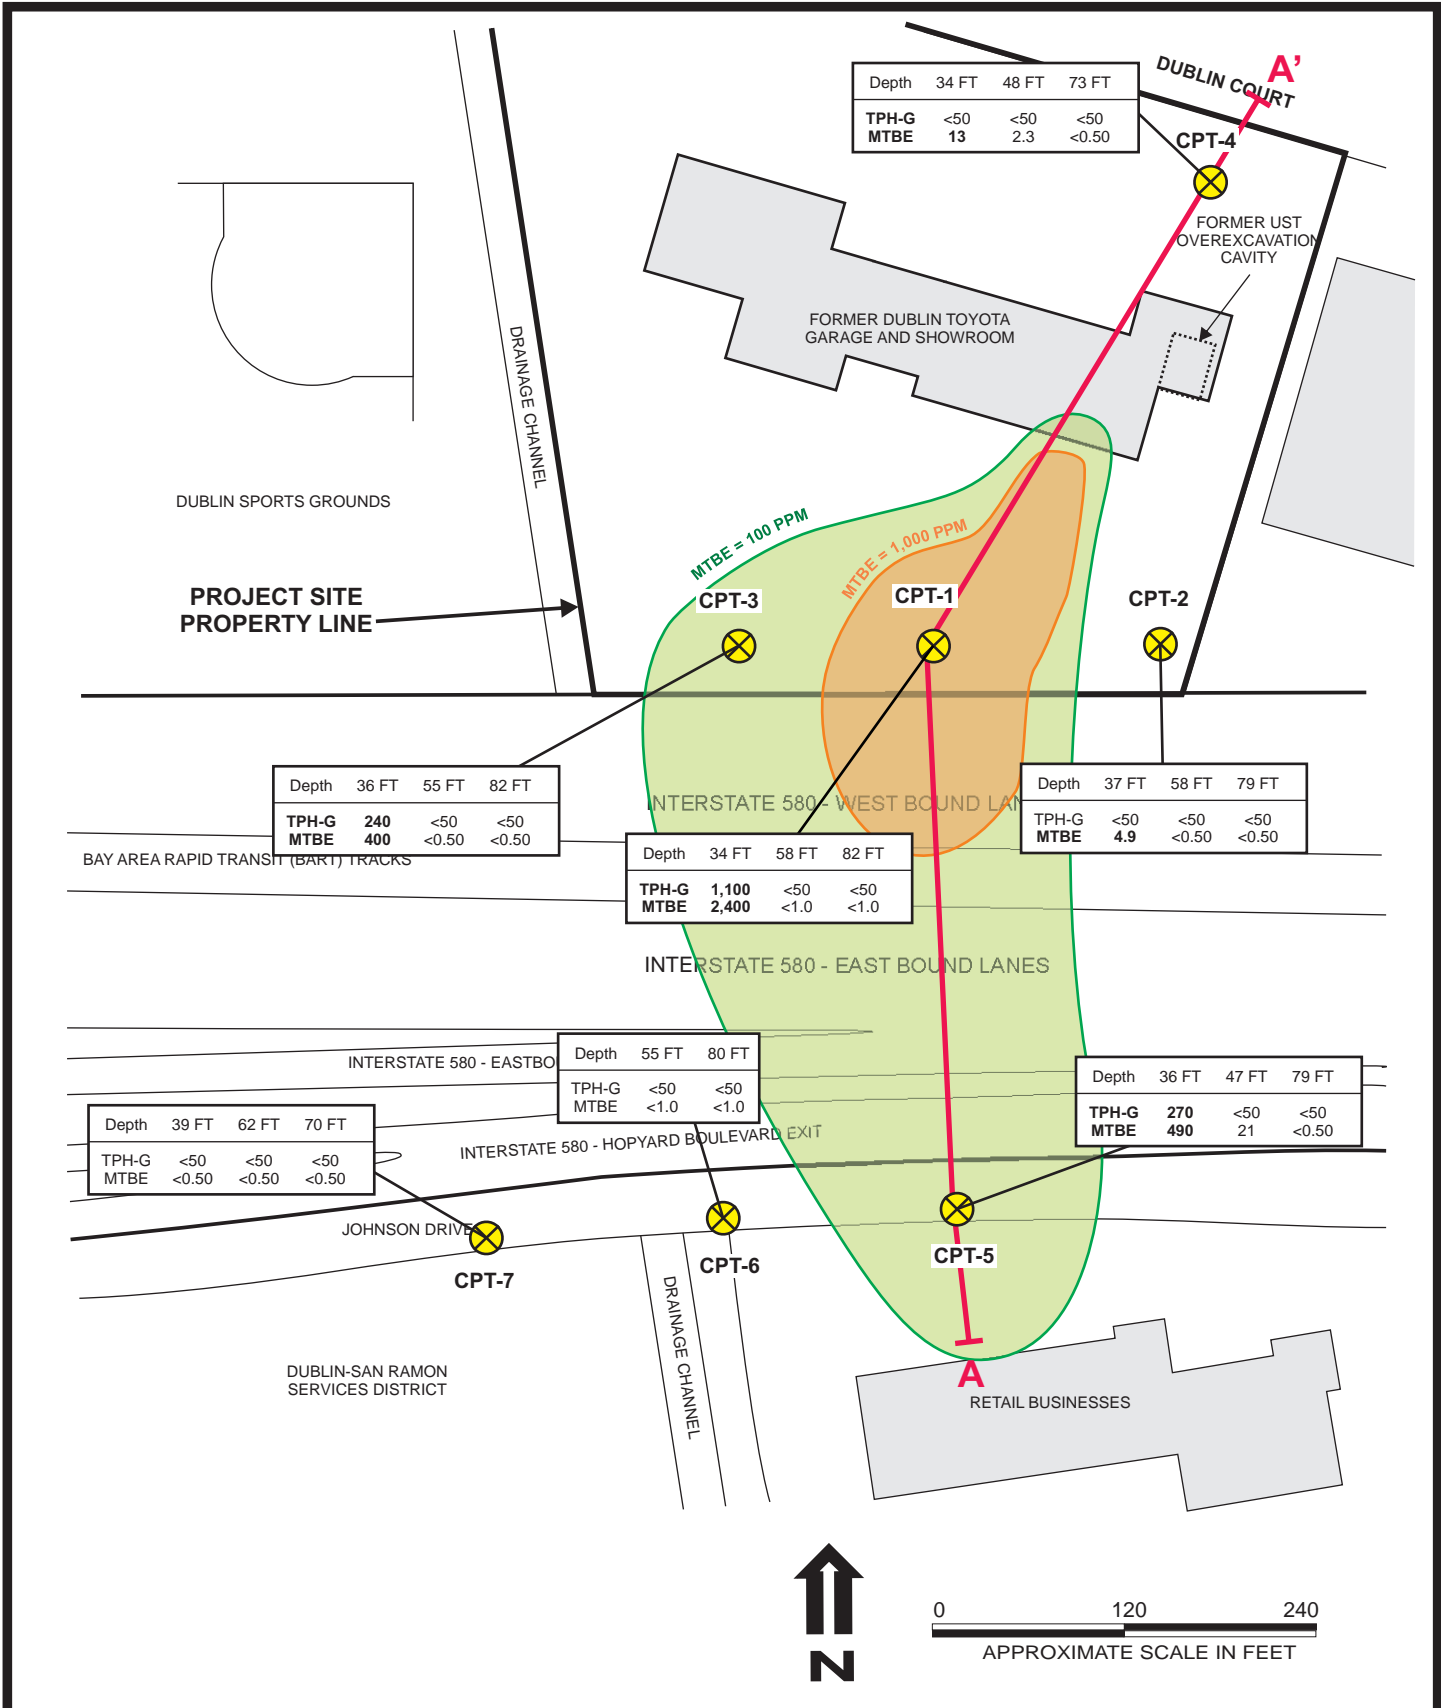 DUBLIN COURT
A’
Depth 34 FT 48 FT 73 FT
TPH-G <50 <50 <50
MTBE 13 2.3 <0.50
CPT-4
FORMER UST
OVEREXCAVATION
CAVITY
FORMER DUBLIN TOYOTA
GARAGE AND SHOWROOM
DRAINAGE CHANNEL
DUBLIN SPORTS GROUNDS
MTBE = 100 PPM
MTBE = 1,000 PPM
PROJECT SITE
PROPERTY LINE
CPT-3
CPT-1
CPT-2
Depth 36 FT 55 FT 82 FT
TPH-G 240 <50 <50
MTBE 400 <0.50 <0.50
INTERSTATE 580 - WEST BOUND LAN
Depth 37 FT 58 FT 79 FT
TPH-G <50 <50 <50
MTBE 4.9 <0.50 <0.50
BAY AREA RAPID TRANSIT (BART) TRACKS
Depth 34 FT 58 FT 82 FT
TPH-G 1,100 <50 <50
MTBE 2,400 <1.0 <1.0
INTERSTATE 580 - EAST BOUND LANES
INTERSTATE 580 - EASTBO
Depth 55 FT 80 FT
TPH-G <50 <50
MTBE <1.0 <1.0
Depth 36 FT 47 FT 79 FT
TPH-G 270 <50 <50
MTBE 490 21 <0.50
Depth 39 FT 62 FT 70 FT
TPH-G <50 <50 <50
MTBE <0.50 <0.50 <0.50
INTERSTATE 580 - HOPYARD BOULEVARD EXIT
JOHNSON DRIVE
CPT-7
CPT-6
CPT-5
DRAINAGE CHANNEL
DUBLIN-SAN RAMON
SERVICES DISTRICT
A
RETAIL BUSINESSES
N
0 120 240
APPROXIMATE SCALE IN FEET